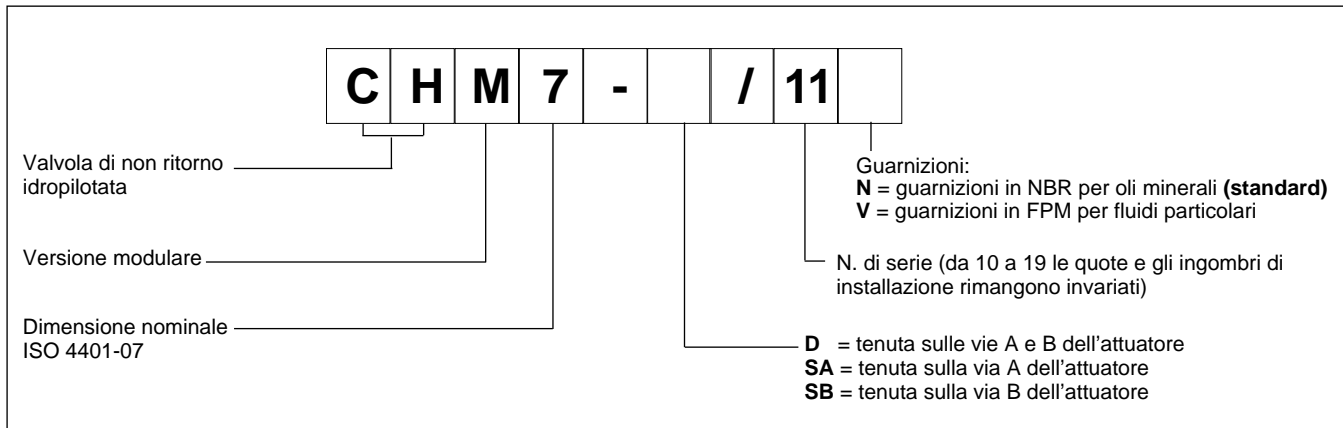 C H M 7 - / 11
Valvola di non ritorno
idropilotata
Versione modulare
Dimensione nominale
ISO 4401-07
Guarnizioni:
N = guarnizioni in NBR per oli minerali (standard)
V = guarnizioni in FPM per fluidi particolari
N. di serie (da 10 a 19 le quote e gli ingombri di
installazione rimangono invariati)
D = tenuta sulle vie A e B dell'attuatore
SA = tenuta sulla via A dell'attuatore
SB = tenuta sulla via B dell'attuatore